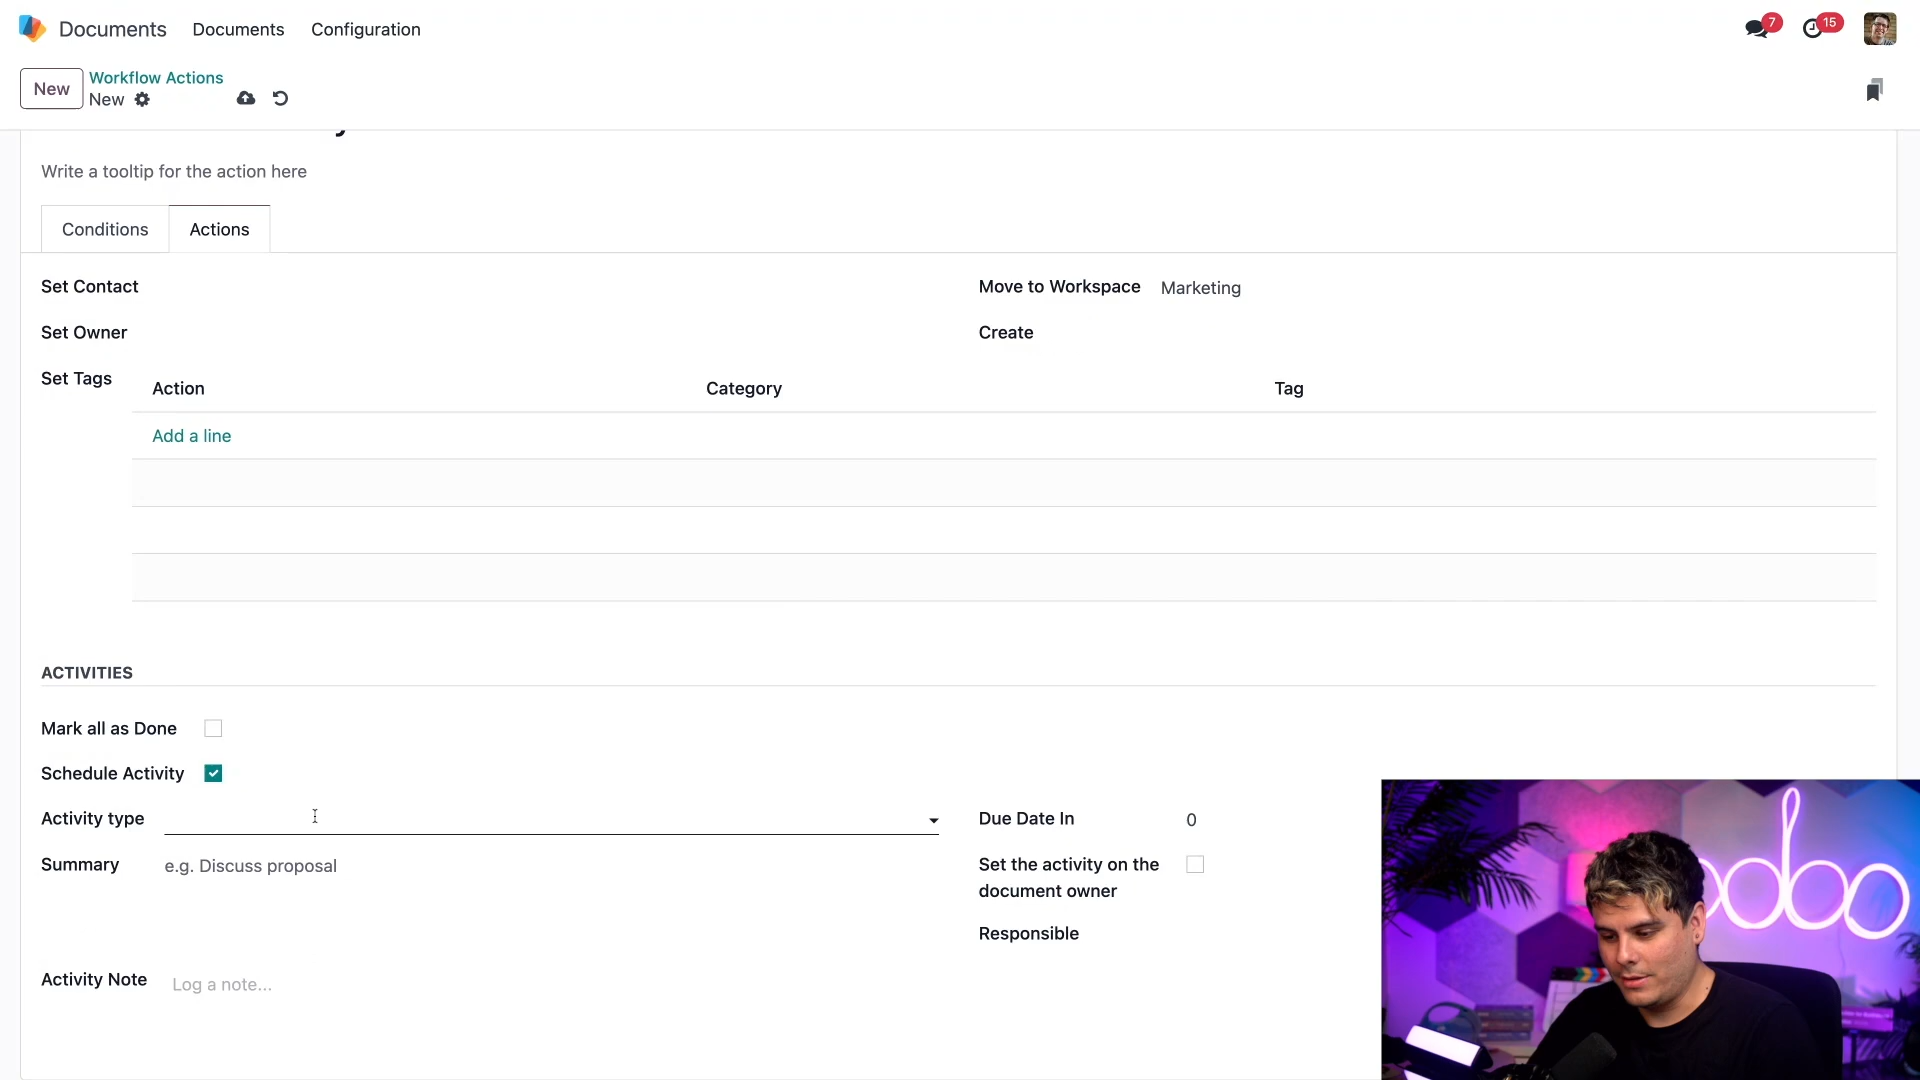 Documents Documents Configuration 7 15
New Workflow Actions
New
Write a tooltip for the action here
Conditions Actions
Set Contact Move to Workspace Marketing
Set Owner Create
Set Tags Action Category Tag
Add a line
ACTIVITIES
Mark all as Done
Schedule Activity
Activity type Due Date In 0
Summary e.g. Discuss proposal Set the activity on the
document owner
Responsible
Activity Note Log a note...
odoo